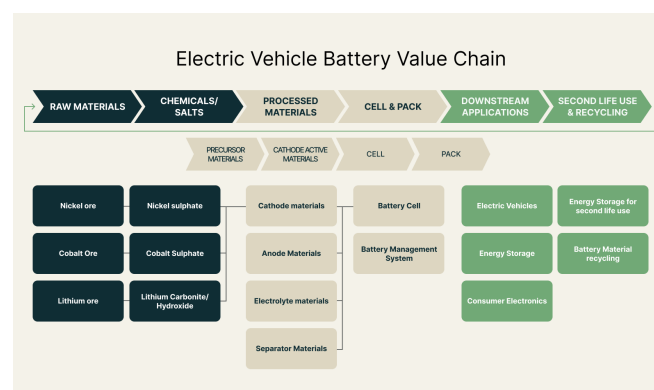 Electric Vehicle Battery Value Chain
RAW MATERIALS
CHEMICALS/
SALTS
PROCESSED
MATERIALS
CELL & PACK
DOWNSTREAM
APPLICATIONS
SECOND LIFE USE
& RECYCLING
PRECURSOR
MATERIALS
CATHODE ACTIVE
MATERIALS
CELL
PACK
Nickel ore
Nickel sulphate
Cathode materials
Battery Cell
Electric Vehicles
Energy Storage for
second life use
Cobalt Ore
Cobalt Sulphate
Anode Materials
Battery Management
System
Energy Storage
Battery Material
recycling
Lithium ore
Lithium Carbonite/
Hydroxide
Electrolyte materials
Consumer Electronics
Separator Materials